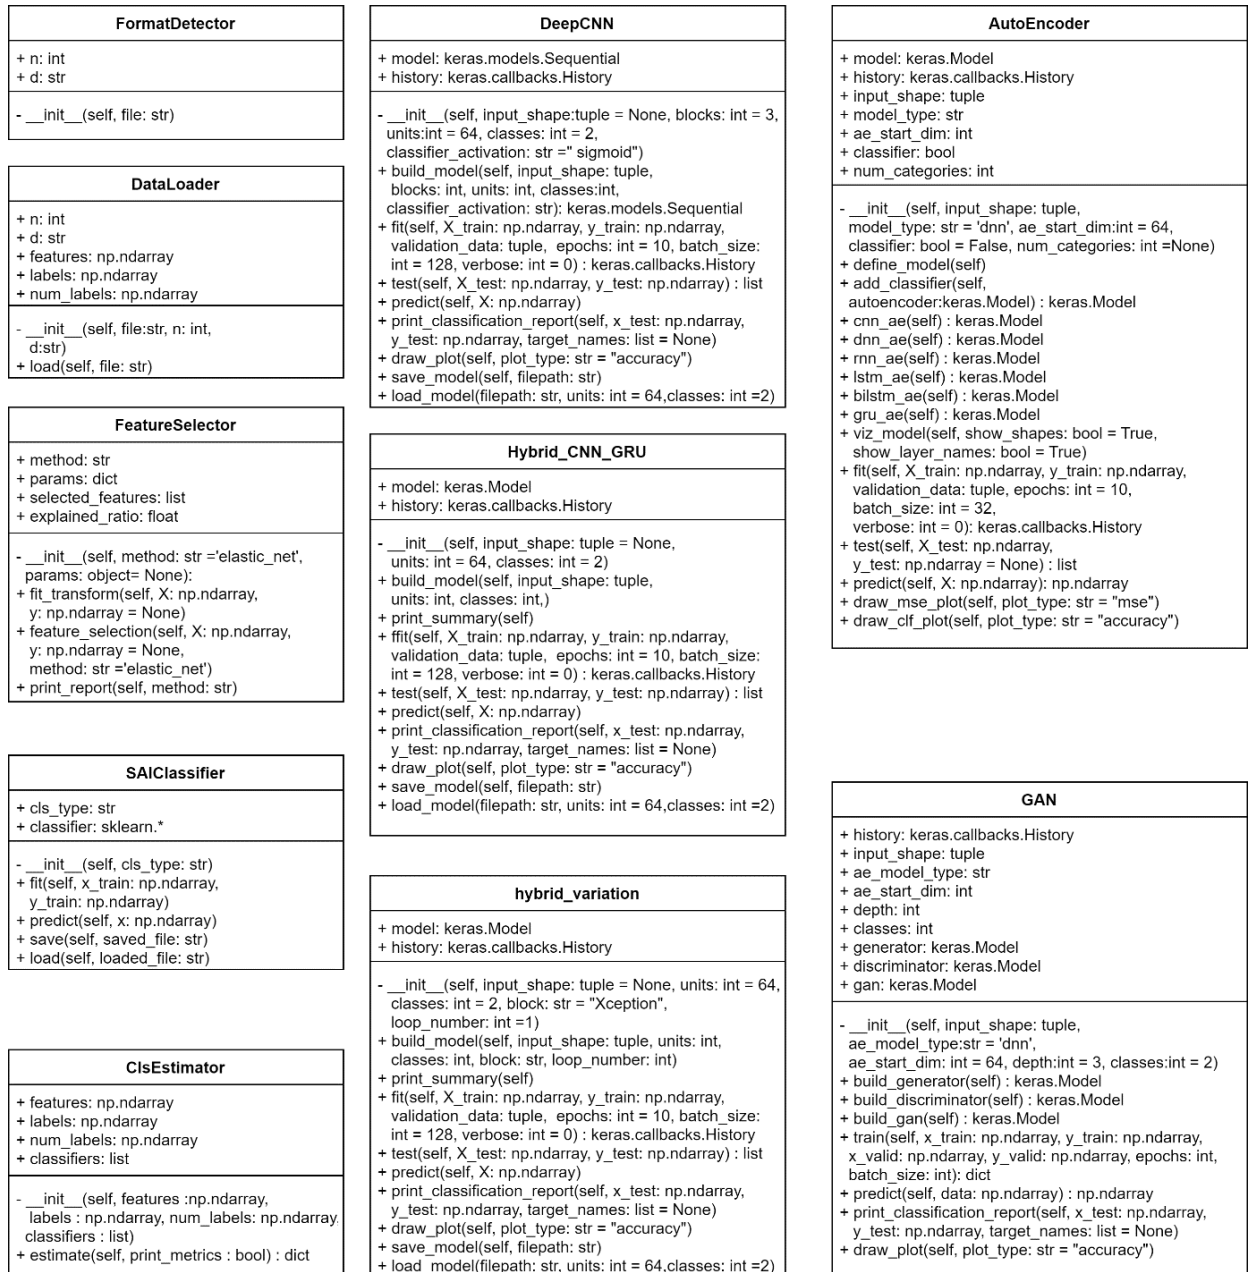 FormatDetector
+ n: int
+ d: str
- __init__(self, file: str)
DataLoader
+ n: int
+ d: str
+ features: np.ndarray
+ labels: np.ndarray
+ num_labels: np.ndarray
- __init__(self, file:str, n: int,
d:str)
+ load(self, file: str)
FeatureSelector
+ method: str
+ params: dict
+ selected_features: list
+ explained_ratio: float
- __init__(self, method: str ='elastic_net',
params: object= None):
+ fit_transform(self, X: np.ndarray,
y: np.ndarray = None)
+ feature_selection(self, X: np.ndarray,
y: np.ndarray = None,
method: str ='elastic_net')
+ print_report(self, method: str)
SAIClassifier
+ cls_type: str
+ classifier: sklearn.*
- __init__(self, cls_type: str)
+ fit(self, x_train: np.ndarray,
y_train: np.ndarray)
+ predict(self, x: np.ndarray)
+ save(self, saved_file: str)
+ load(self, loaded_file: str)
ClsEstimator
+ features: np.ndarray
+ labels: np.ndarray
+ num_labels: np.ndarray
+ classifiers: list
- __init__(self, features :np.ndarray,
labels : np.ndarray, num_labels: np.ndarray,
classifiers : list)
+ estimate(self, print_metrics : bool) : dict
DeepCNN
+ model: keras.models.Sequential
+ history: keras.callbacks.History
- __init__(self, input_shape:tuple = None, blocks: int = 3,
units:int = 64, classes: int = 2,
classifier_activation: str =" sigmoid")
+ build_model(self, input_shape: tuple,
blocks: int, units: int, classes:int,
classifier_activation: str): keras.models.Sequential
+ fit(self, X_train: np.ndarray, y_train: np.ndarray,
validation_data: tuple, epochs: int = 10, batch_size:
int = 128, verbose: int = 0) : keras.callbacks.History
+ test(self, X_test: np.ndarray, y_test: np.ndarray) : list
+ predict(self, X: np.ndarray)
+ print_classification_report(self, x_test: np.ndarray,
y_test: np.ndarray, target_names: list = None)
+ draw_plot(self, plot_type: str = "accuracy")
+ save_model(self, filepath: str)
+ load_model(filepath: str, units: int = 64,classes: int =2)
Hybrid_CNN_GRU
+ model: keras.Model
+ history: keras.callbacks.History
- __init__(self, input_shape: tuple = None,
units: int = 64, classes: int = 2)
+ build_model(self, input_shape: tuple,
units: int, classes: int,)
+ print_summary(self)
+ ffit(self, X_train: np.ndarray, y_train: np.ndarray,
validation_data: tuple, epochs: int = 10, batch_size:
int = 128, verbose: int = 0) : keras.callbacks.History
+ test(self, X_test: np.ndarray, y_test: np.ndarray) : list
+ predict(self, X: np.ndarray)
+ print_classification_report(self, x_test: np.ndarray,
y_test: np.ndarray, target_names: list = None)
+ draw_plot(self, plot_type: str = "accuracy")
+ save_model(self, filepath: str)
+ load_model(filepath: str, units: int = 64,classes: int =2)
hybrid_variation
+ model: keras.Model
+ history: keras.callbacks.History
- __init__(self, input_shape: tuple = None, units: int = 64,
classes: int = 2, block: str = "Xception",
loop_number: int =1)
+ build_model(self, input_shape: tuple, units: int,
classes: int, block: str, loop_number: int)
+ print_summary(self)
+ fit(self, X_train: np.ndarray, y_train: np.ndarray,
validation_data: tuple, epochs: int = 10, batch_size:
int = 128, verbose: int = 0) : keras.callbacks.History
+ test(self, X_test: np.ndarray, y_test: np.ndarray) : list
+ predict(self, X: np.ndarray)
+ print_classification_report(self, x_test: np.ndarray,
y_test: np.ndarray, target_names: list = None)
+ draw_plot(self, plot_type: str = "accuracy")
+ save_model(self, filepath: str)
+ load_model(filepath: str, units: int = 64,classes: int =2)
AutoEncoder
+ model: keras.Model
+ history: keras.callbacks.History
+ input_shape: tuple
+ model_type: str
+ ae_start_dim: int
+ classifier: bool
+ num_categories: int
- __init__(self, input_shape: tuple,
model_type: str = 'dnn', ae_start_dim:int = 64,
classifier: bool = False, num_categories: int =None)
+ define_model(self)
+ add_classifier(self,
autoencoder:keras.Model) : keras.Model
+ cnn_ae(self) : keras.Model
+ dnn_ae(self) : keras.Model
+ rnn_ae(self) : keras.Model
+ lstm_ae(self) : keras.Model
+ bilstm_ae(self) : keras.Model
+ gru_ae(self) : keras.Model
+ viz_model(self, show_shapes: bool = True,
show_layer_names: bool = True)
+ fit(self, X_train: np.ndarray, y_train: np.ndarray,
validation_data: tuple, epochs: int = 10,
batch_size: int = 32,
verbose: int = 0): keras.callbacks.History
+ test(self, X_test: np.ndarray,
y_test: np.ndarray = None) : list
+ predict(self, X: np.ndarray): np.ndarray
+ draw_mse_plot(self, plot_type: str = "mse")
+ draw_clf_plot(self, plot_type: str = "accuracy")
GAN
+ history: keras.callbacks.History
+ input_shape: tuple
+ ae_model_type: str
+ ae_start_dim: int
+ depth: int
+ classes: int
+ generator: keras.Model
+ discriminator: keras.Model
+ gan: keras.Model
- __init__(self, input_shape: tuple,
ae_model_type:str = 'dnn',
ae_start_dim: int = 64, depth:int = 3, classes:int = 2)
+ build_generator(self) : keras.Model
+ build_discriminator(self) : keras.Model
+ build_gan(self) : keras.Model
+ train(self, x_train: np.ndarray, y_train: np.ndarray,
x_valid: np.ndarray, y_valid: np.ndarray, epochs: int,
batch_size: int): dict
+ predict(self, data: np.ndarray) : np.ndarray
+ print_classification_report(self, x_test: np.ndarray,
y_test: np.ndarray, target_names: list = None)
+ draw_plot(self, plot_type: str = "accuracy")